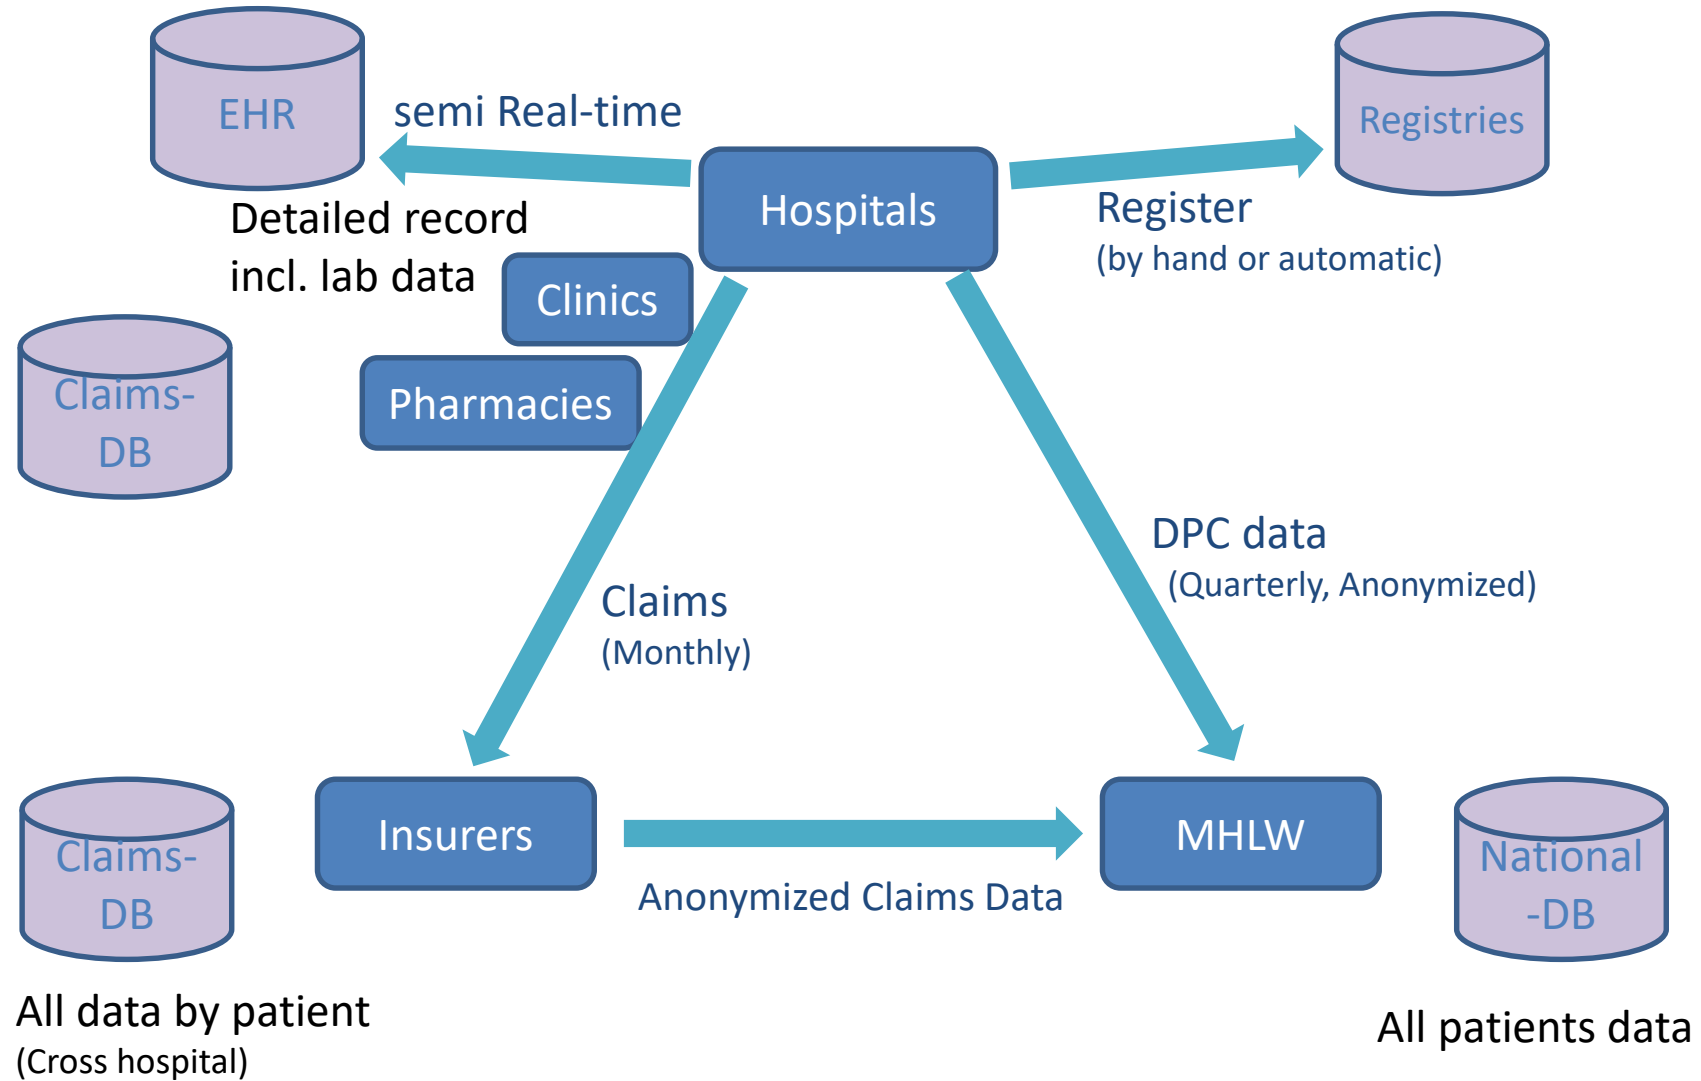 EHR
semi Real-time
Registries
Hospitals
Detailed record
incl. lab data
Register
(by hand or automatic)
Clinics
Claims-
DB
Pharmacies
DPC data
(Quarterly, Anonymized)
Claims
(Monthly)
Claims-
DB
Insurers
Anonymized Claims Data
MHLW
National
-DB
All data by patient
(Cross hospital)
All patients data